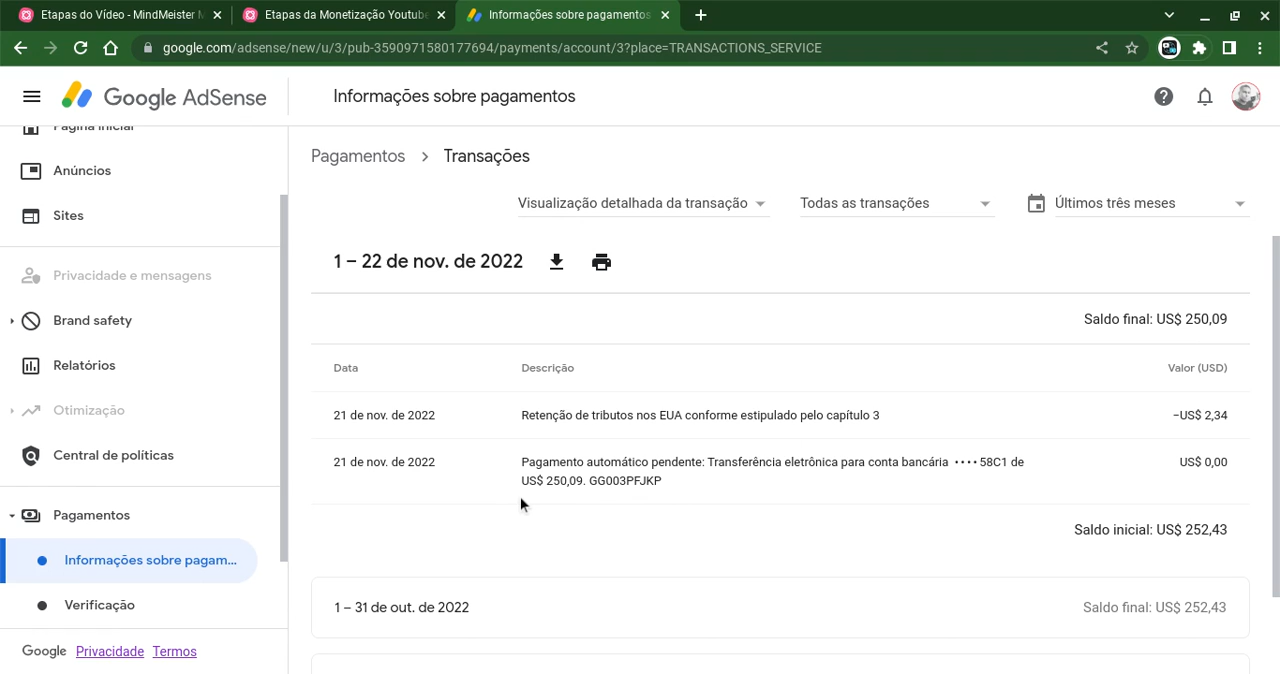 Etapas do Vídeo - MindMeister M
Etapas da Monetização Youtube
Informações sobre pagamentos
google.com/adsense/new/u/3/pub-3590971580177694/payments/account/3?place=TRANSACTIONS_SERVICE
Google AdSense
Informações sobre pagamentos
Página inicial
Anúncios
Sites
Privacidade e mensagens
Brand safety
Relatórios
Otimização
Central de políticas
Pagamentos
Informações sobre pagam...
Verificação
Google Privacidade Termos
Pagamentos > Transações
Visualização detalhada da transação
Todas as transações
Últimos três meses
1 – 22 de nov. de 2022
Saldo final: US$ 250,09
Data Descrição Valor (USD)
21 de nov. de 2022 Retenção de tributos nos EUA conforme estipulado pelo capítulo 3 −US$ 2,34
21 de nov. de 2022 Pagamento automático pendente: Transferência eletrônica para conta bancária ････58C1 de US$ 0,00
US$ 250,09. GG003PFJKP
Saldo inicial: US$ 252,43
1 – 31 de out. de 2022 Saldo final: US$ 252,43